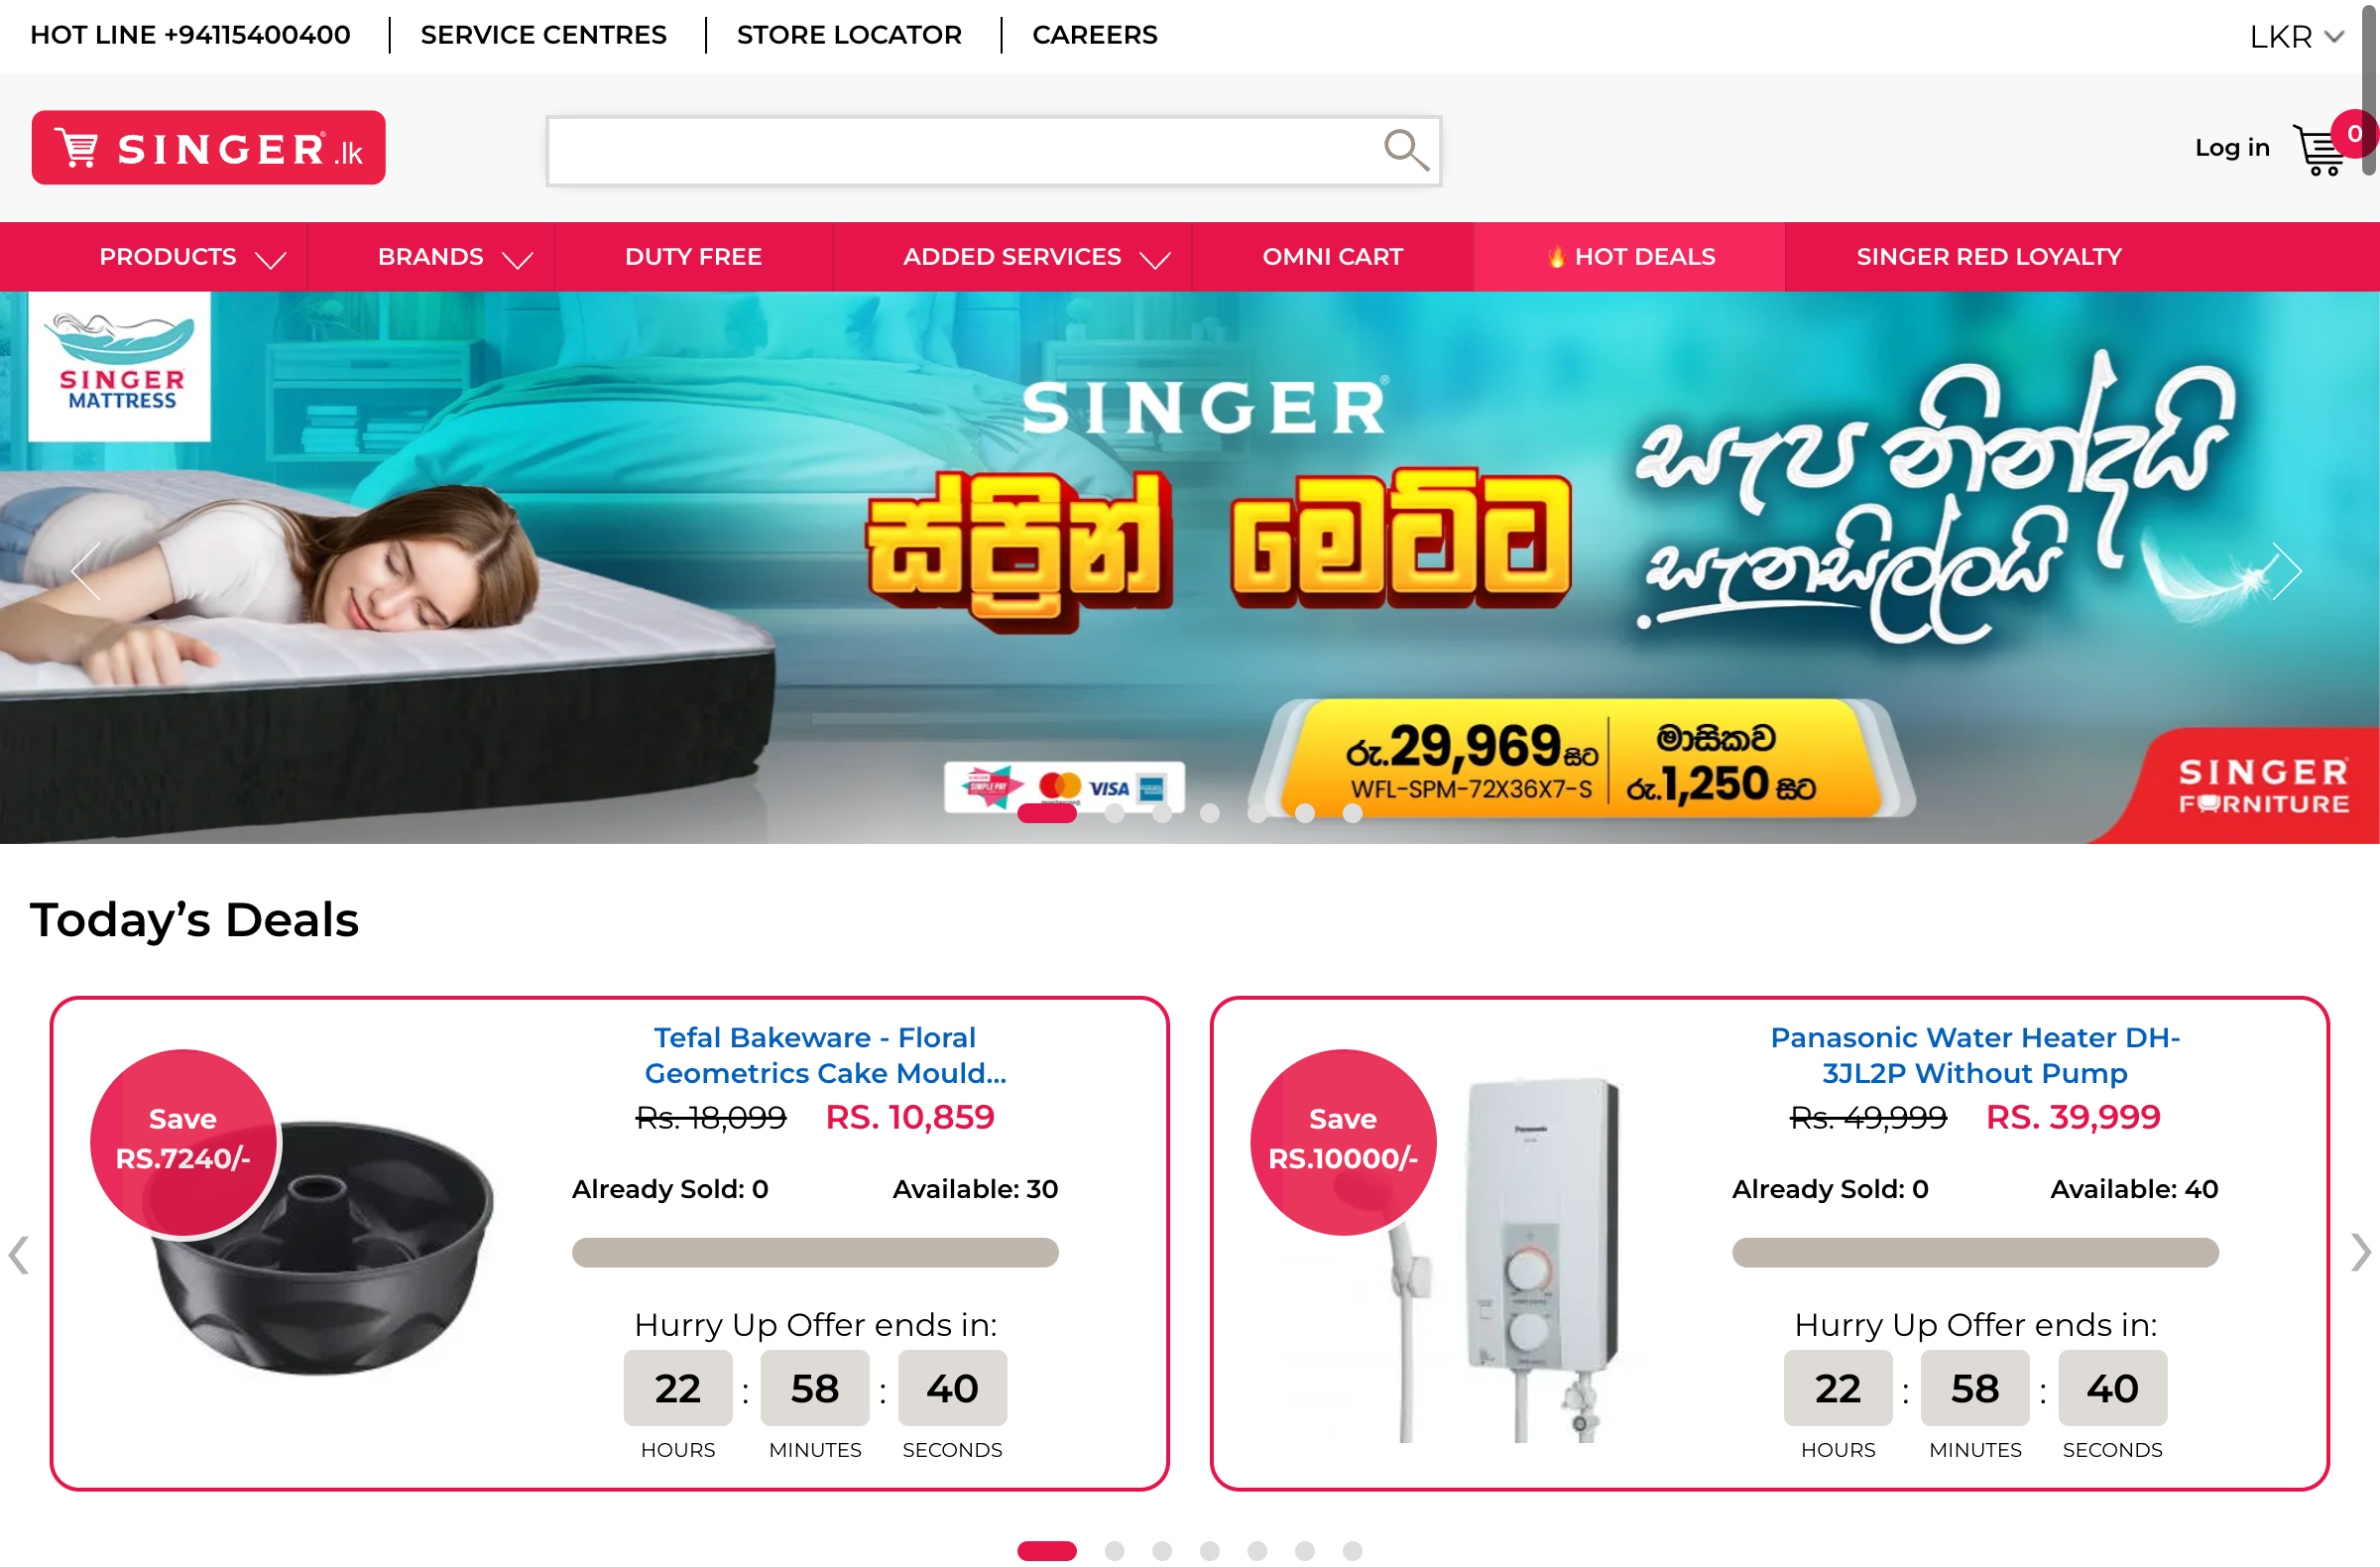 HOT LINE +94115400400
SERVICE CENTRES
STORE LOCATOR
CAREERS
LKR
SINGER.lk
Log in
0
PRODUCTS
BRANDS
DUTY FREE
ADDED SERVICES
OMNI CART
🔥 HOT DEALS
SINGER RED LOYALTY
SINGER
MATTRESS
SINGER
ස්ප්‍රින් මෙට්ට
සැප නින්දයි
සැනසිල්ලයි
රු.29,969 සිට
WFL-SPM-72X36X7-S
මාසිකව
රු.1,250 සිට
SINGER
SIMPLE PAY
mastercard
VISA
SINGER
FURNITURE
Today’s Deals
Save
RS.7240/-
Tefal Bakeware - Floral
Geometrics Cake Mould...
Rs. 18,099 RS. 10,859
Already Sold: 0 Available: 30
Hurry Up Offer ends in:
22 : 58 : 40
HOURS MINUTES SECONDS
Save
RS.10000/-
Panasonic
Panasonic Water Heater DH-
3JL2P Without Pump
Rs. 49,999 RS. 39,999
Already Sold: 0 Available: 40
Hurry Up Offer ends in:
22 : 58 : 40
HOURS MINUTES SECONDS